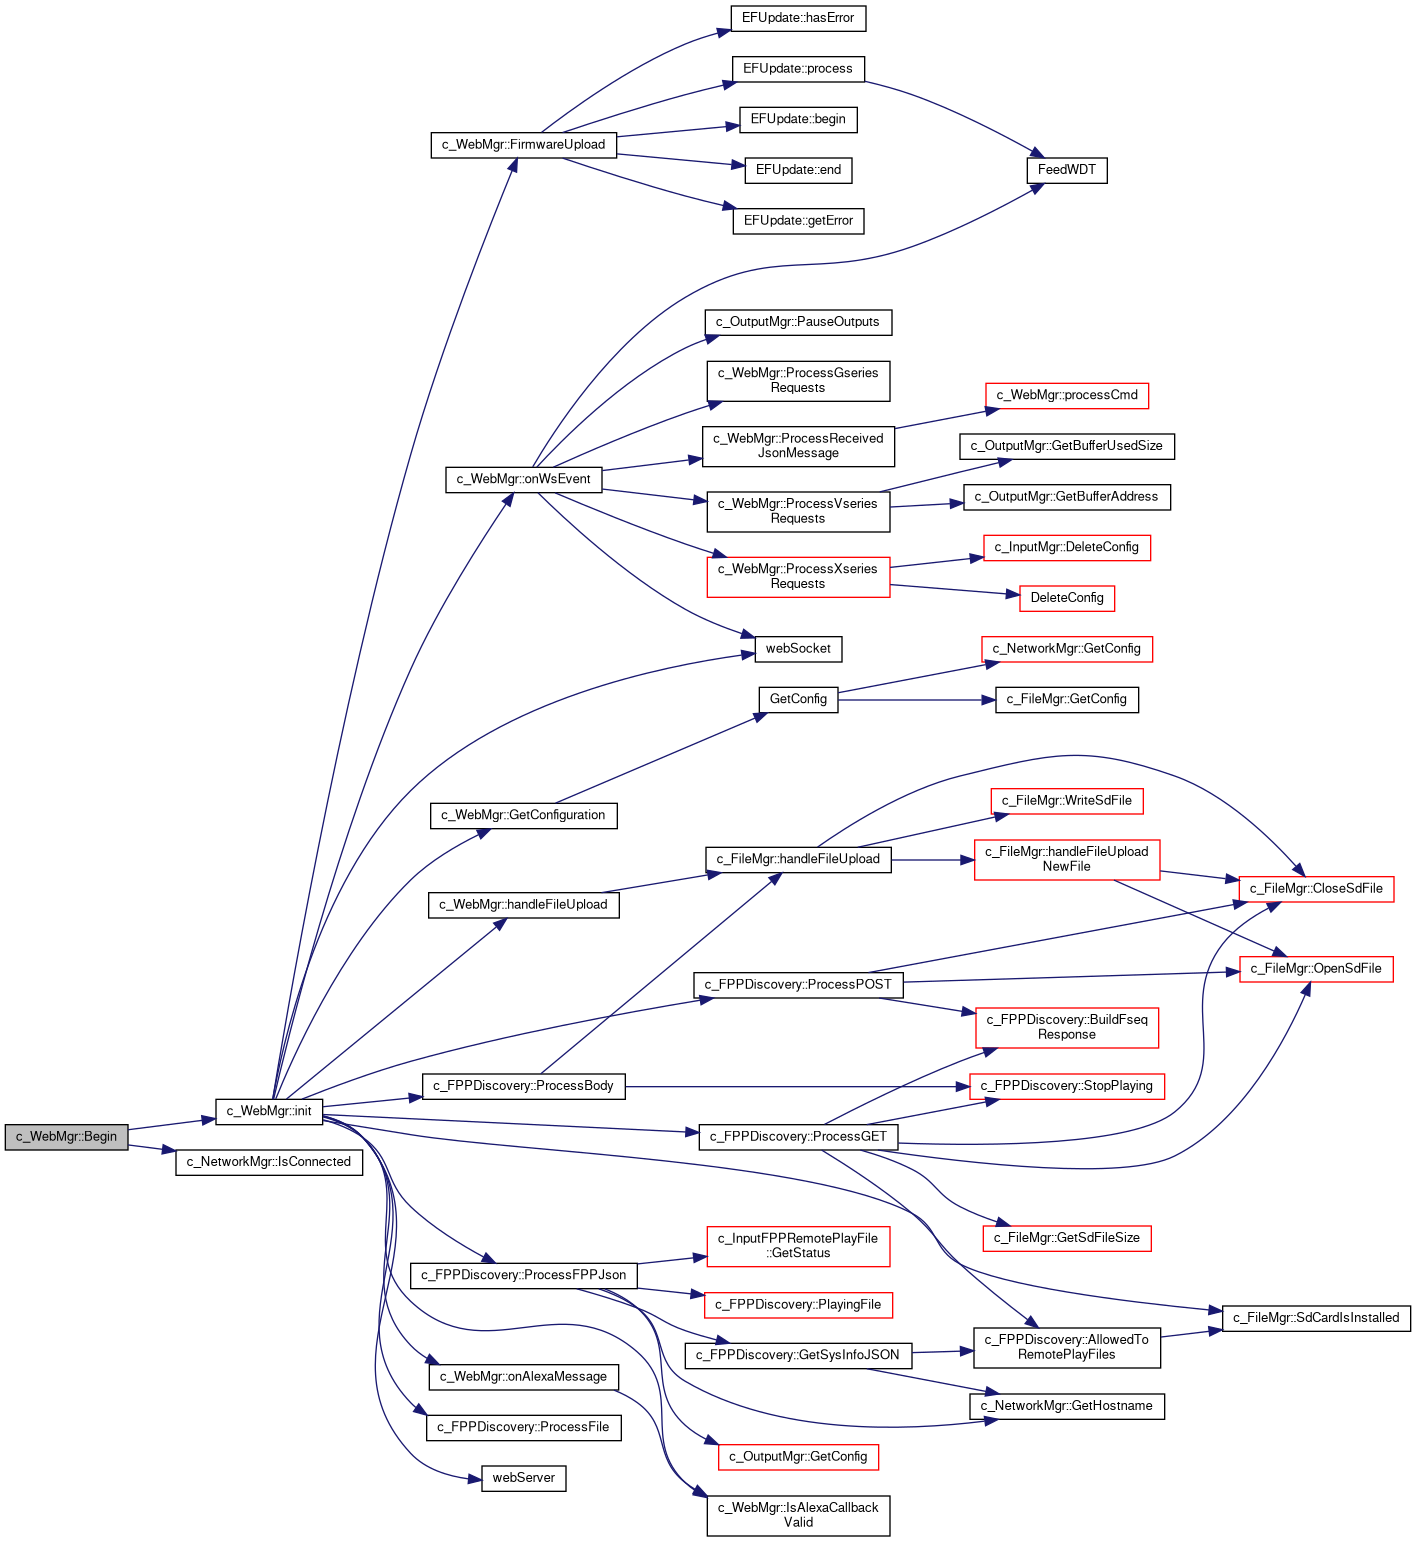 EFUpdate::hasError
EFUpdate::process
EFUpdate::begin
c_WebMgr::FirmwareUpload
EFUpdate::end
FeedWDT
EFUpdate::getError
c_OutputMgr::PauseOutputs
c_WebMgr::ProcessGseries
Requests
c_WebMgr::processCmd
c_WebMgr::ProcessReceived
JsonMessage
c_OutputMgr::GetBufferUsedSize
c_WebMgr::onWsEvent
c_WebMgr::ProcessVseries
Requests
c_OutputMgr::GetBufferAddress
c_InputMgr::DeleteConfig
c_WebMgr::ProcessXseries
Requests
DeleteConfig
webSocket
c_NetworkMgr::GetConfig
GetConfig
c_FileMgr::GetConfig
c_FileMgr::WriteSdFile
c_WebMgr::GetConfiguration
c_FileMgr::handleFileUpload
c_FileMgr::handleFileUpload
NewFile
c_FileMgr::CloseSdFile
c_WebMgr::handleFileUpload
c_FileMgr::OpenSdFile
c_FPPDiscovery::ProcessPOST
c_FPPDiscovery::BuildFseq
Response
c_FPPDiscovery::ProcessBody
c_FPPDiscovery::StopPlaying
c_WebMgr::init
c_WebMgr::Begin
c_FPPDiscovery::ProcessGET
c_NetworkMgr::IsConnected
c_FileMgr::GetSdFileSize
c_InputFPPRemotePlayFile
::GetStatus
c_FPPDiscovery::ProcessFPPJson
c_FPPDiscovery::PlayingFile
c_FileMgr::SdCardIsInstalled
c_FPPDiscovery::AllowedTo
RemotePlayFiles
c_FPPDiscovery::GetSysInfoJSON
c_WebMgr::onAlexaMessage
c_NetworkMgr::GetHostname
c_FPPDiscovery::ProcessFile
c_OutputMgr::GetConfig
webServer
c_WebMgr::IsAlexaCallback
Valid